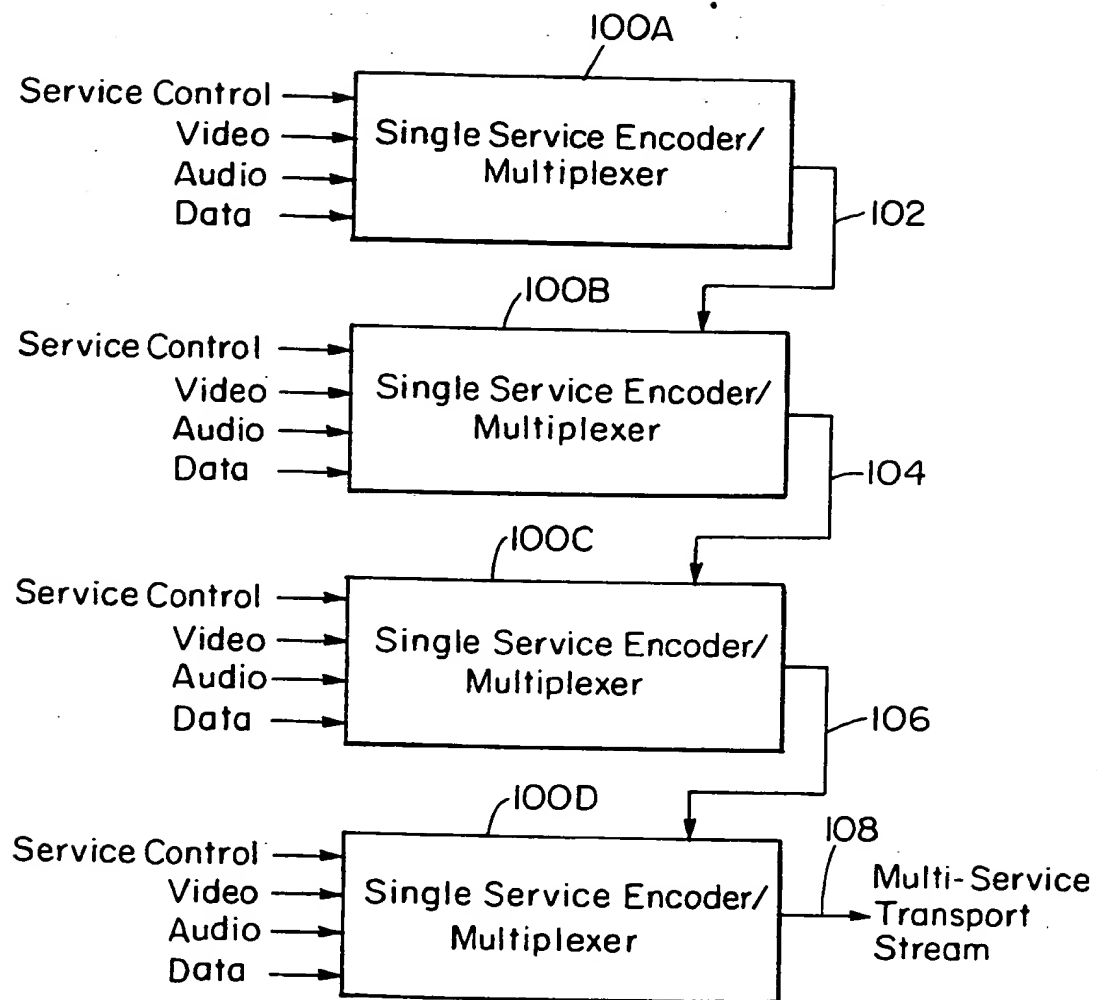 100A
Service Control
Video
Audio
Data
Single Service Encoder/
Multiplexer
102
100B
Service Control
Video
Audio
Data
Single Service Encoder/
Multiplexer
104
100C
Service Control
Video
Audio
Data
Single Service Encoder/
Multiplexer
106
100D
Service Control
Video
Audio
Data
Single Service Encoder/
Multiplexer
108
Multi-Service
Transport
Stream